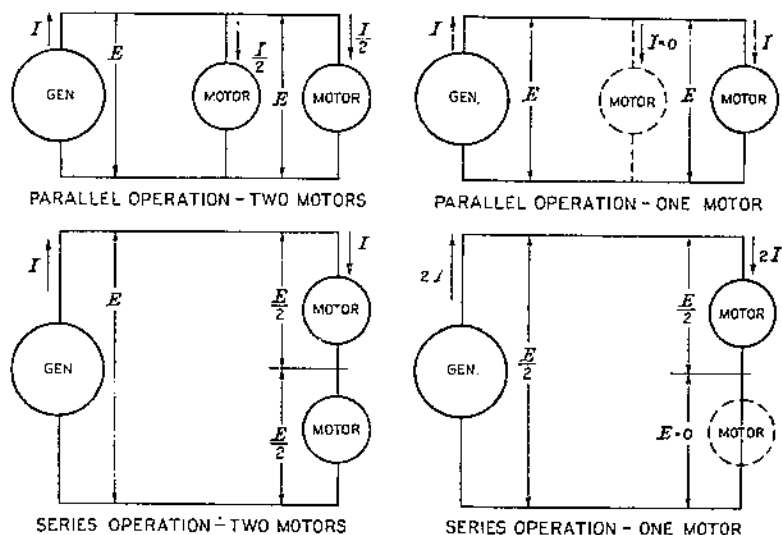 I
E
GEN.
I/2
MOTOR
E
I/2
MOTOR
PARALLEL OPERATION - TWO MOTORS
I
E
GEN.
I=0
MOTOR
E
I
MOTOR
PARALLEL OPERATION - ONE MOTOR
I
E
GEN
E/2
I
MOTOR
E/2
MOTOR
SERIES OPERATION - TWO MOTORS
2I
E/2
GEN.
E/2
2I
MOTOR
E=0
MOTOR
SERIES OPERATION - ONE MOTOR